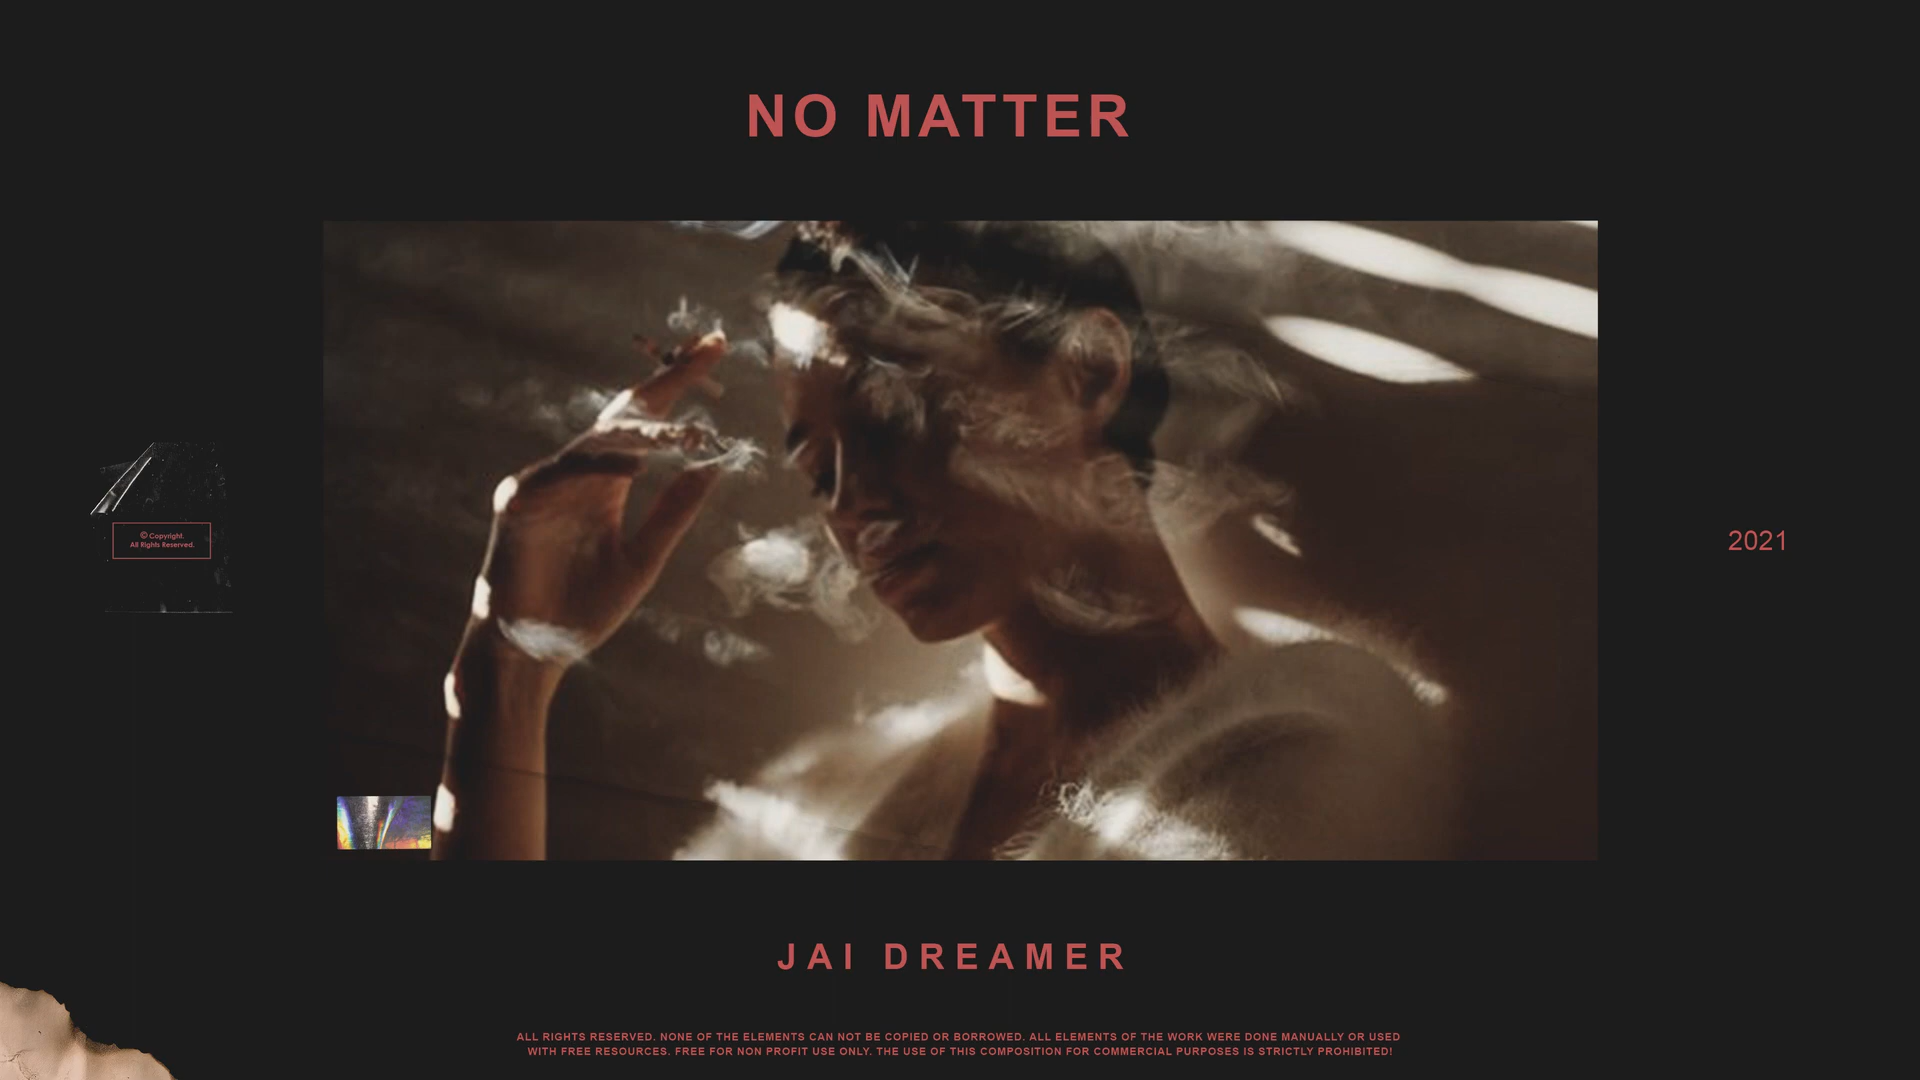 NO MATTER
© Copyright.
All Rights Reserved.
2021
JAI DREAMER
ALL RIGHTS RESERVED. NONE OF THE ELEMENTS CAN NOT BE COPIED OR BORROWED. ALL ELEMENTS OF THE WORK WERE DONE MANUALLY OR USED
WITH FREE RESOURCES. FREE FOR NON PROFIT USE ONLY. THE USE OF THIS COMPOSITION FOR COMMERCIAL PURPOSES IS STRICTLY PROHIBITED!